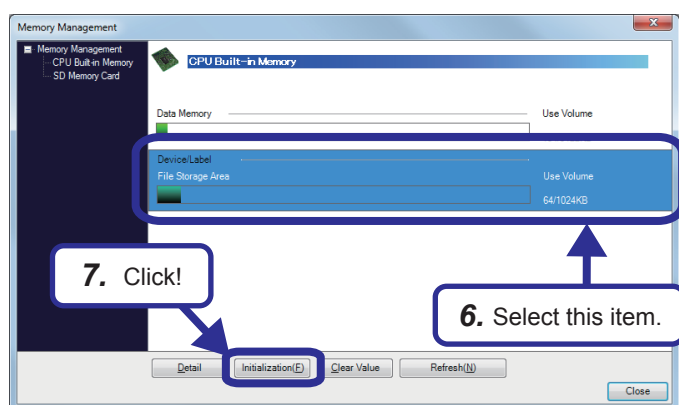 Memory Management
Memory Management
CPU Built-in Memory
SD Memory Card
CPU Built-in Memory
Data Memory
Use Volume
Device/Label
File Storage Area
Use Volume
64/1024KB
7. Click!
6. Select this item.
Detail
Initialization(F)
Clear Value
Refresh(N)
Close